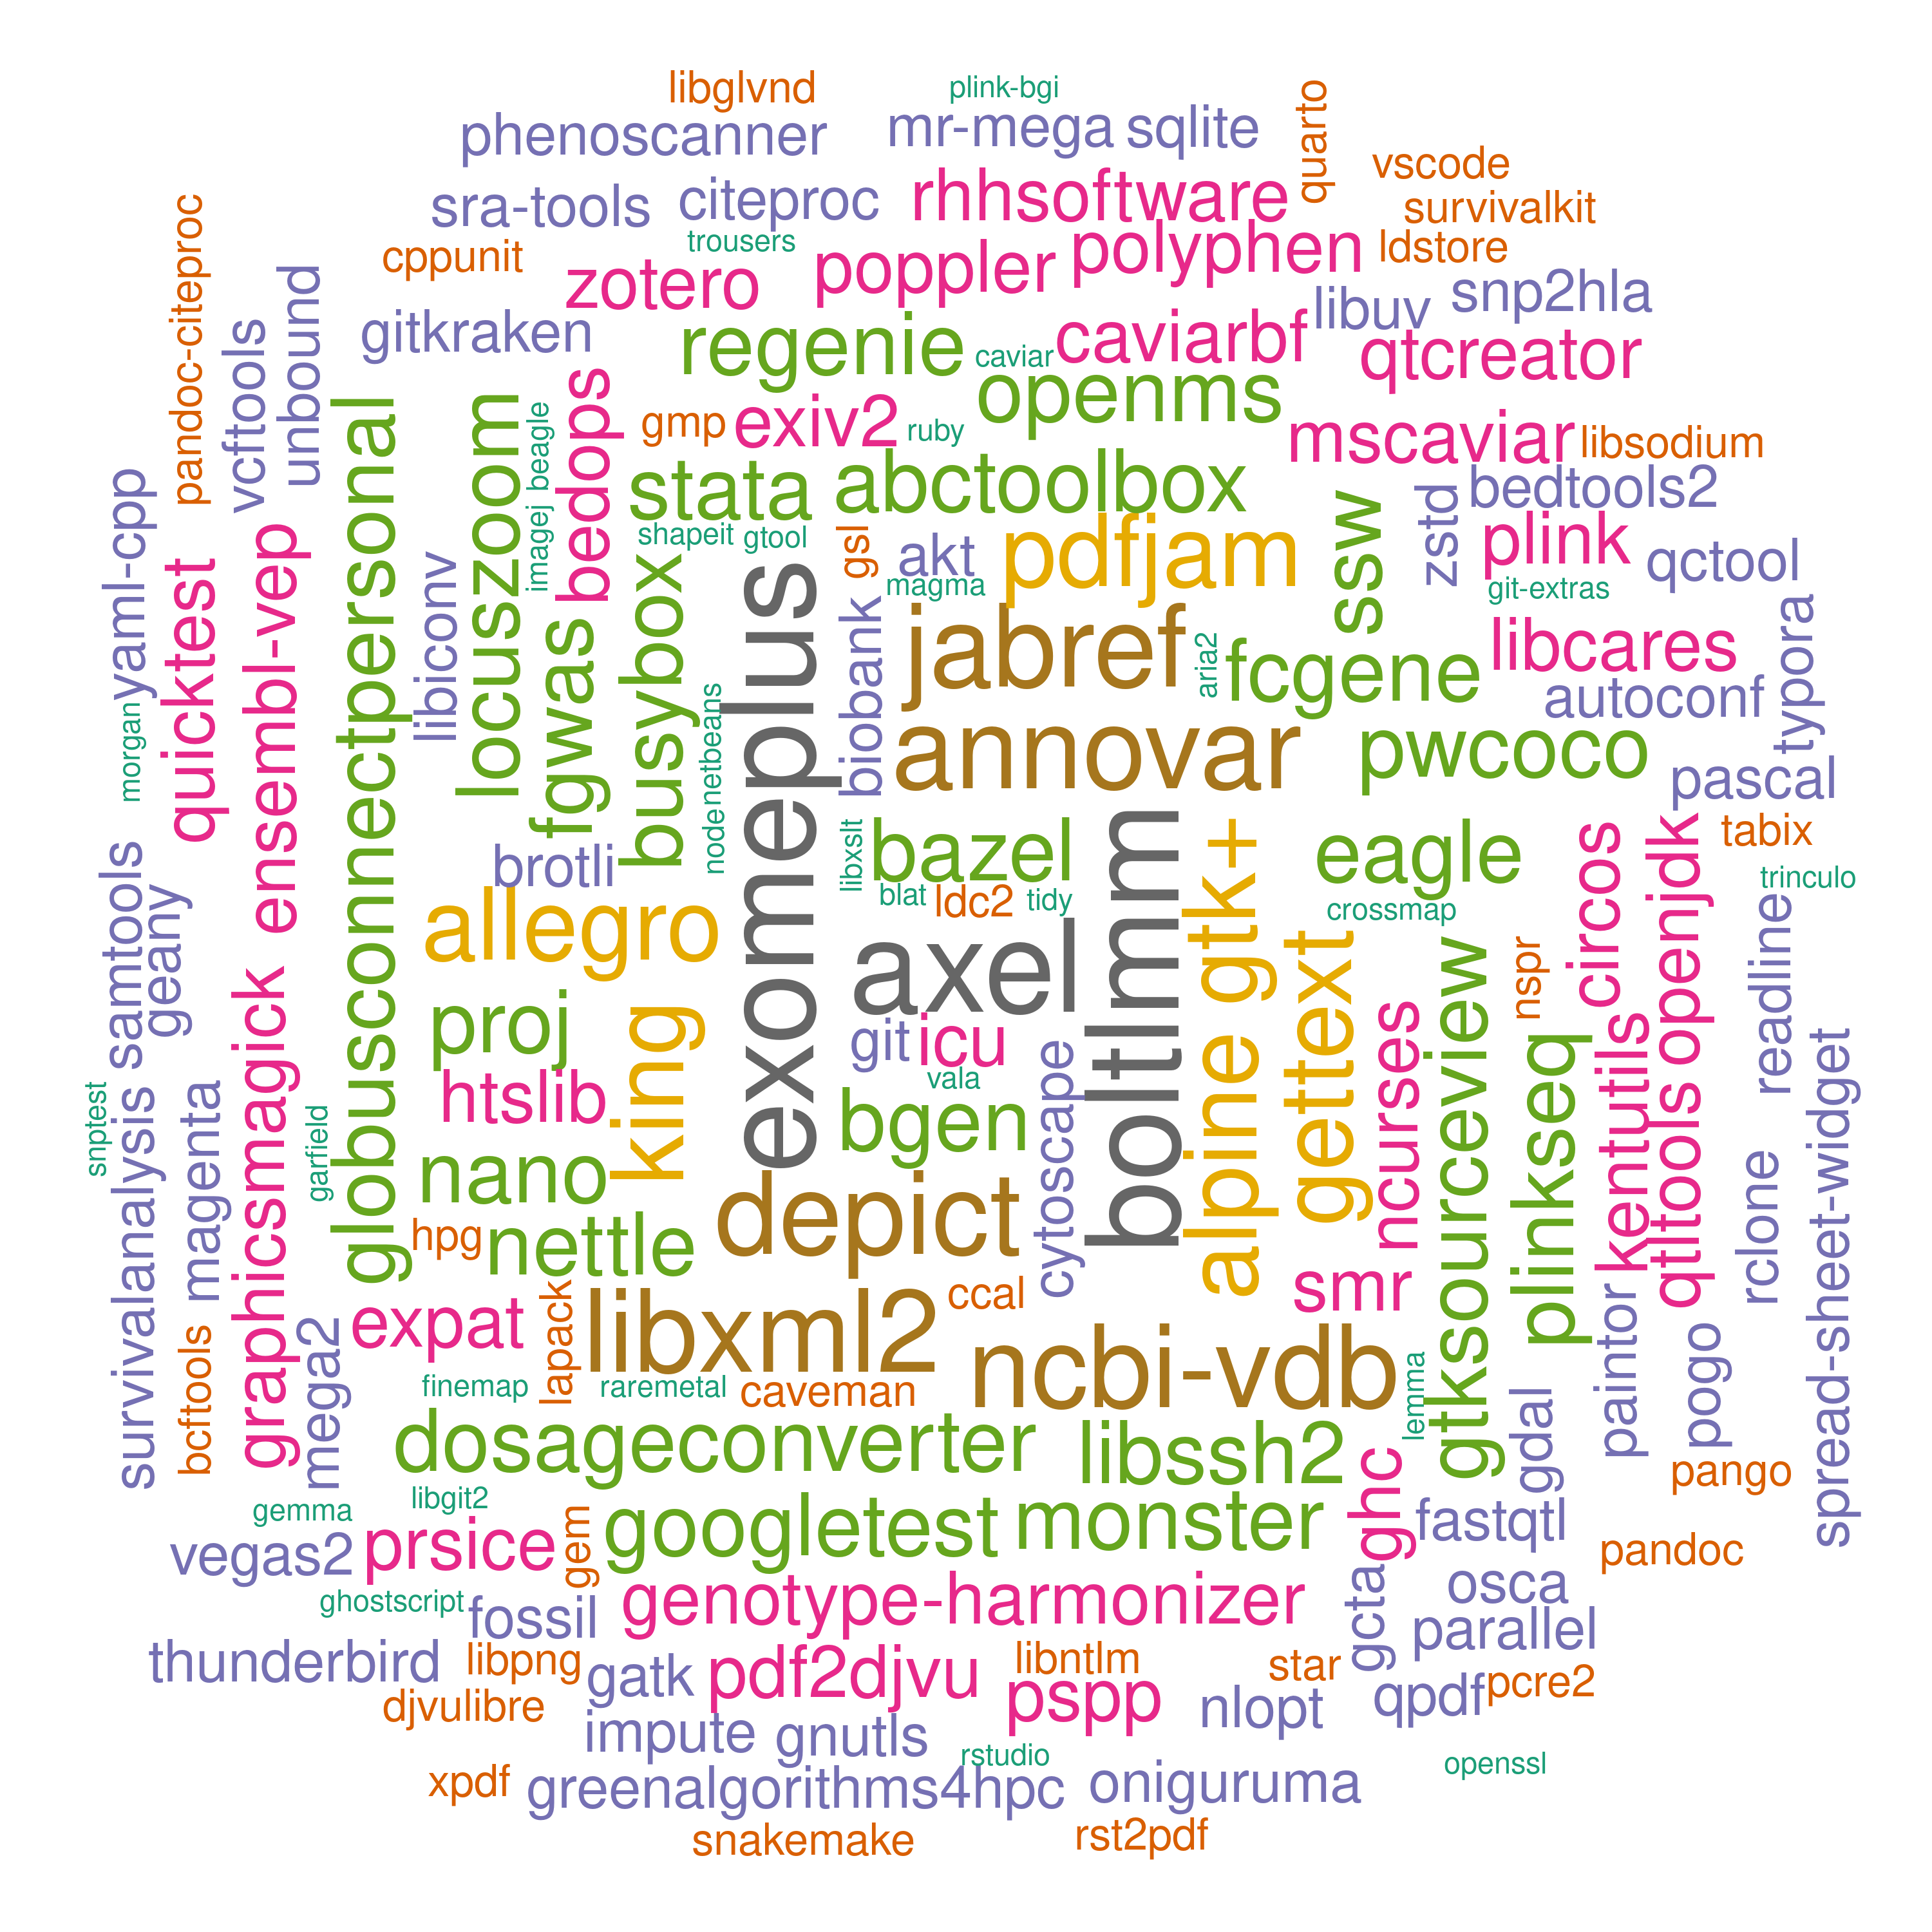 libglvnd
plink-bgi
quarto
phenoscanner
mr-mega
sqlite
vscode
sra-tools
citeproc
rhhsoftware
survivalkit
pandoc-citeproc
cppunit
trousers
zotero
poppler
polyphen
ldstore
unbound
vcftools
gitkraken
regenie
caviar
caviarbf
libuv
snp2hla
qtcreator
openms
bedops
gmp
exiv2
ruby
mscaviar
libsodium
globusconnectpersonal
locuszoom
beagle
imagej
stata
abctoolbox
ssw
zstd
bedtools2
yaml-cpp
ensembl-vep
shapeit
gtool
gsl
akt
pdfjam
plink
qctool
quicktest
libiconv
busybox
exomeplus
magma
git-extras
fgwas
biobank
jabref
aria2
fcgene
libcares
typora
autoconf
morgan
netbeans
node
annovar
pwcoco
pascal
tabix
samtools
geany
brotli
libxslt
bazel
boltlmm
gtk+
eagle
circos
openjdk
trinculo
allegro
blat
ldc2
tidy
crossmap
readline
graphicsmagick
axel
gettext
gtksourceview
nspr
proj
king
git
icu
alpine
ncurses
plinkseq
kentutils
qttools
spread-sheet-widget
snptest
survivalanalysis
magenta
garfield
htslib
vala
cytoscape
bgen
nano
rclone
hpg
nettle
depict
smr
ccal
bcftools
mega2
expat
lapack
libxml2
ncbi-vdb
paintor
pogo
finemap
raremetal
caveman
lemma
gdal
dosageconverter
libssh2
pango
gemma
libgit2
ghc
fastqtl
vegas2
prsice
gem
googletest
monster
pandoc
ghostscript
fossil
genotype-harmonizer
gcta
osca
parallel
thunderbird
libpng
gatk
pdf2djvu
libntlm
star
djvulibre
pspp
nlopt
qpdf
pcre2
impute
gnutls
rstudio
openssl
xpdf
greenalgorithms4hpc
oniguruma
snakemake
rst2pdf